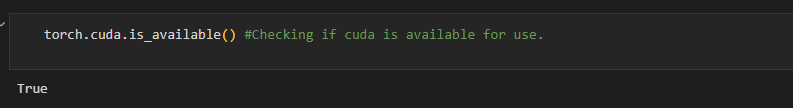 torch.cuda.is_available() #Checking if cuda is available for use.
True